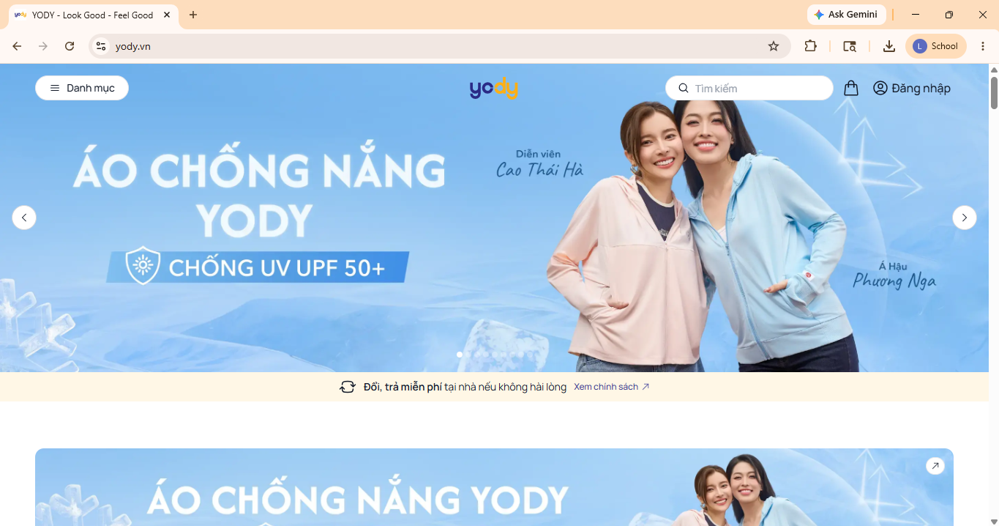 yody YODY - Look Good - Feel Good
Ask Gemini
yody.vn
L School
Danh mục
yody
Tìm kiếm
Đăng nhập
ÁO CHỐNG NẮNG
YODY
CHỐNG UV UPF 50+
Diễn viên
Cao Thái Hà
Á Hậu
Phương Nga
Đổi, trả miễn phí tại nhà nếu không hài lòng Xem chính sách
ÁO CHỐNG NẮNG YODY